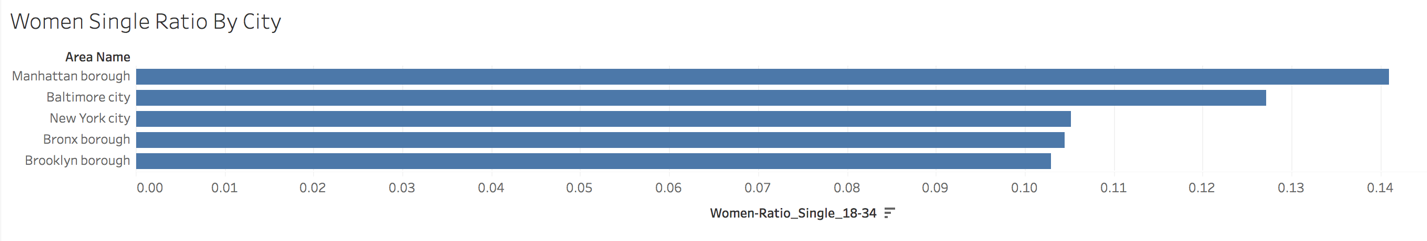 Women Single Ratio By City
Area Name
Manhattan borough
Baltimore city
New York city
Bronx borough
Brooklyn borough
0.00 0.01 0.02 0.03 0.04 0.05 0.06 0.07 0.08 0.09 0.10 0.11 0.12 0.13 0.14
Women-Ratio_Single_18-34